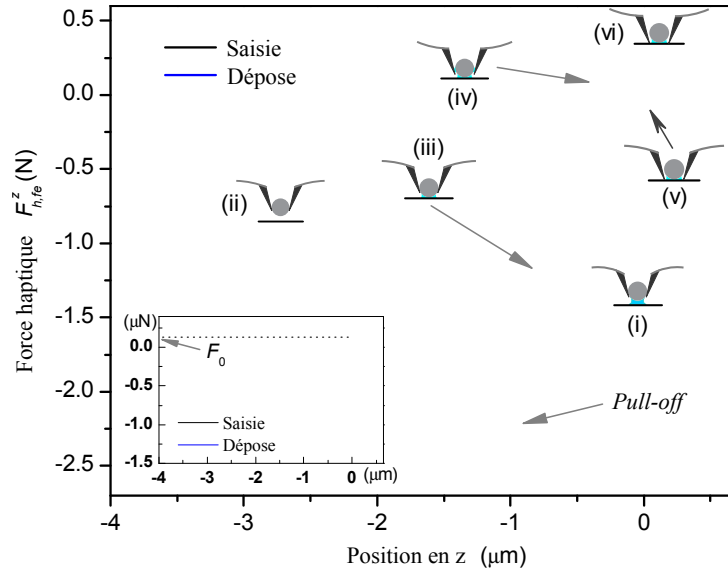 0.5
0.0
-0.5
-1.0
-1.5
-2.0
-2.5
Force haptique F^z_{h,fe} (N)
Saisie
Dépose
(vi)
(iv)
(iii)
(ii)
(v)
(i)
(μN)
0.0
-0.5
-1.0
-1.5
F_0
Saisie
Dépose
-4 -3 -2 -1 0 (μm)
Pull-off
-4 -3 -2 -1 0
Position en z (μm)